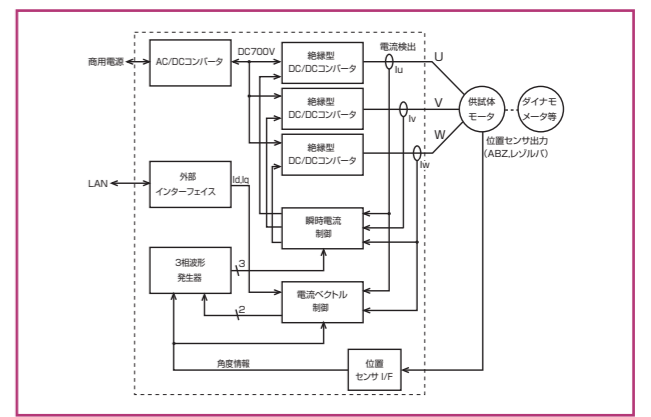 商用電源
AC/DCコンバータ
DC700V
絶縁型
DC/DCコンバータ
電流検出
Iu
U
絶縁型
DC/DCコンバータ
Iv
V
絶縁型
DC/DCコンバータ
Iw
W
供試体
モータ
ダイナモ
メータ等
位置センサ出力
(ABZ,レゾルバ)
LAN
外部
インターフェイス
Id,Iq
瞬時電流
制御
3相波形
発生器
3
電流ベクトル
制御
2
角度情報
位置
センサ I/F